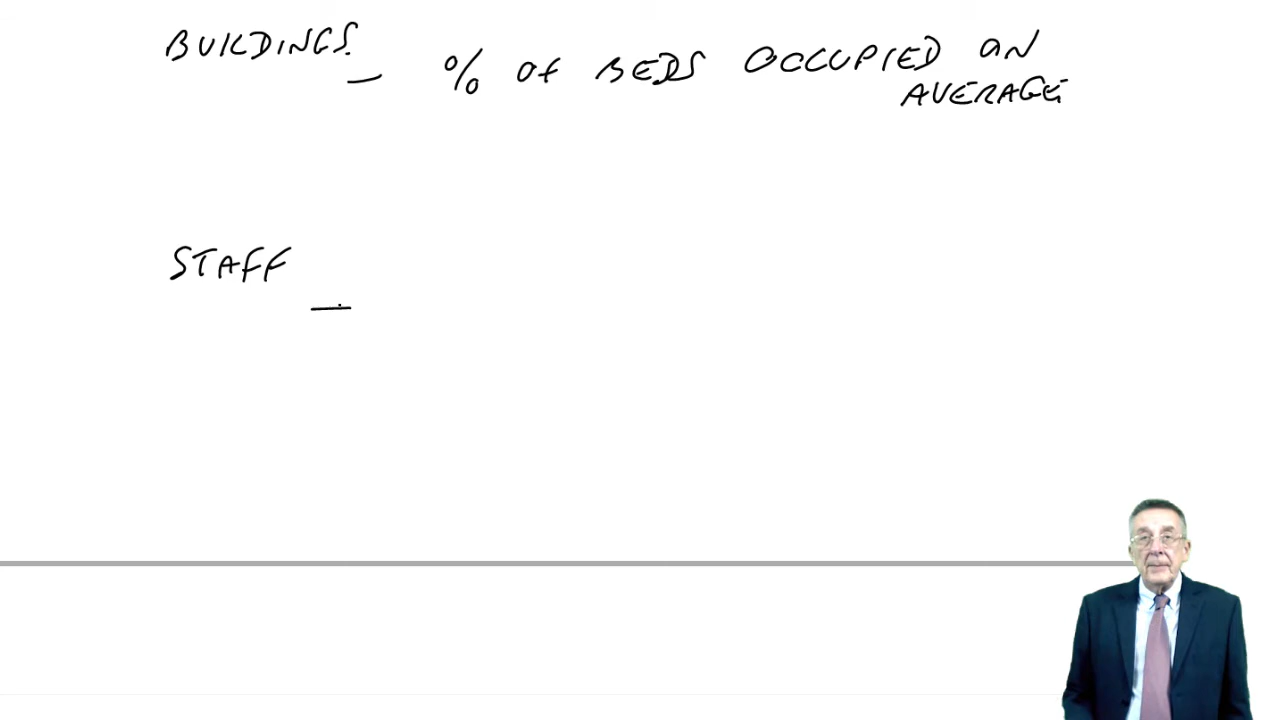 BUILDINGS.
— % of BEDS OCCUPIED ON
AVERAGE
STAFF
—